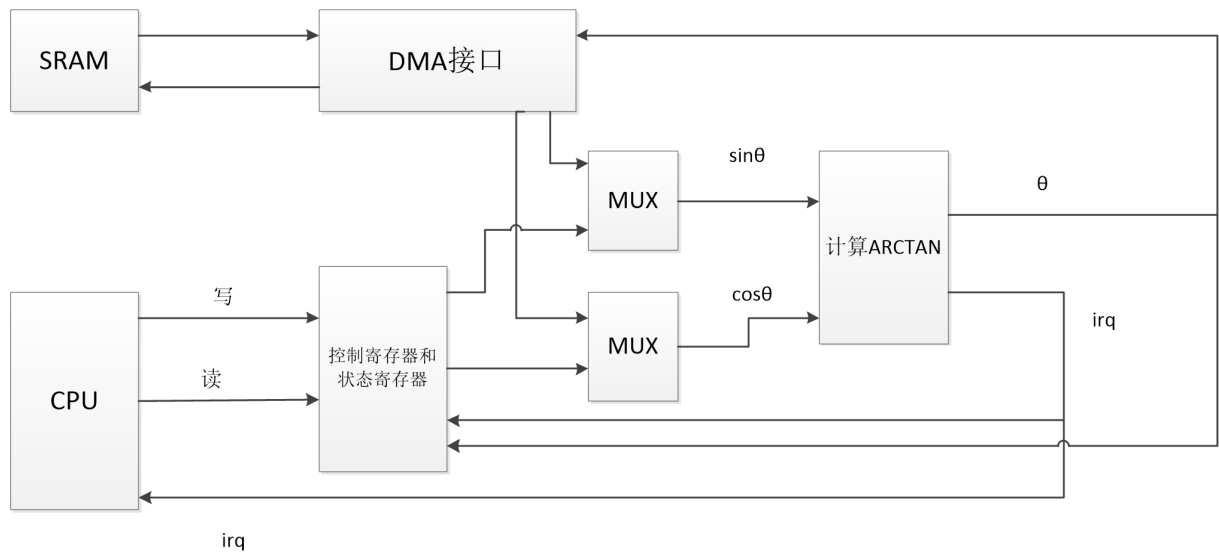 SRAM
DMA接口
MUX
sinθ
计算ARCTAN
θ
写
读
CPU
控制寄存器和
状态寄存器
MUX
cosθ
irq
irq